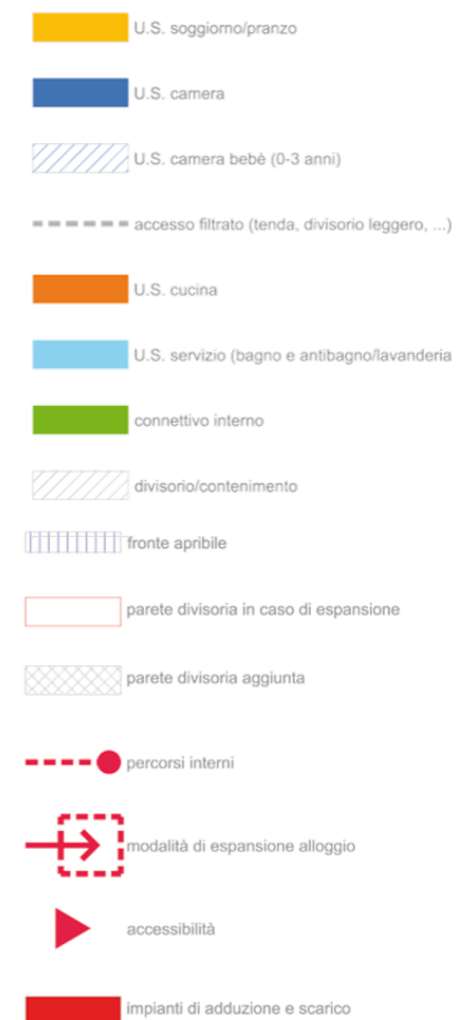 U.S. soggiorno/pranzo
U.S. camera
U.S. camera bebè (0-3 anni)
accesso filtrato (tenda, divisorio leggero, ...)
U.S. cucina
U.S. servizio (bagno e antibagno/lavanderia
connettivo interno
divisorio/contenimento
fronte apribile
parete divisoria in caso di espansione
parete divisoria aggiunta
percorsi interni
modalità di espansione alloggio
accessibilità
impianti di adduzione e scarico